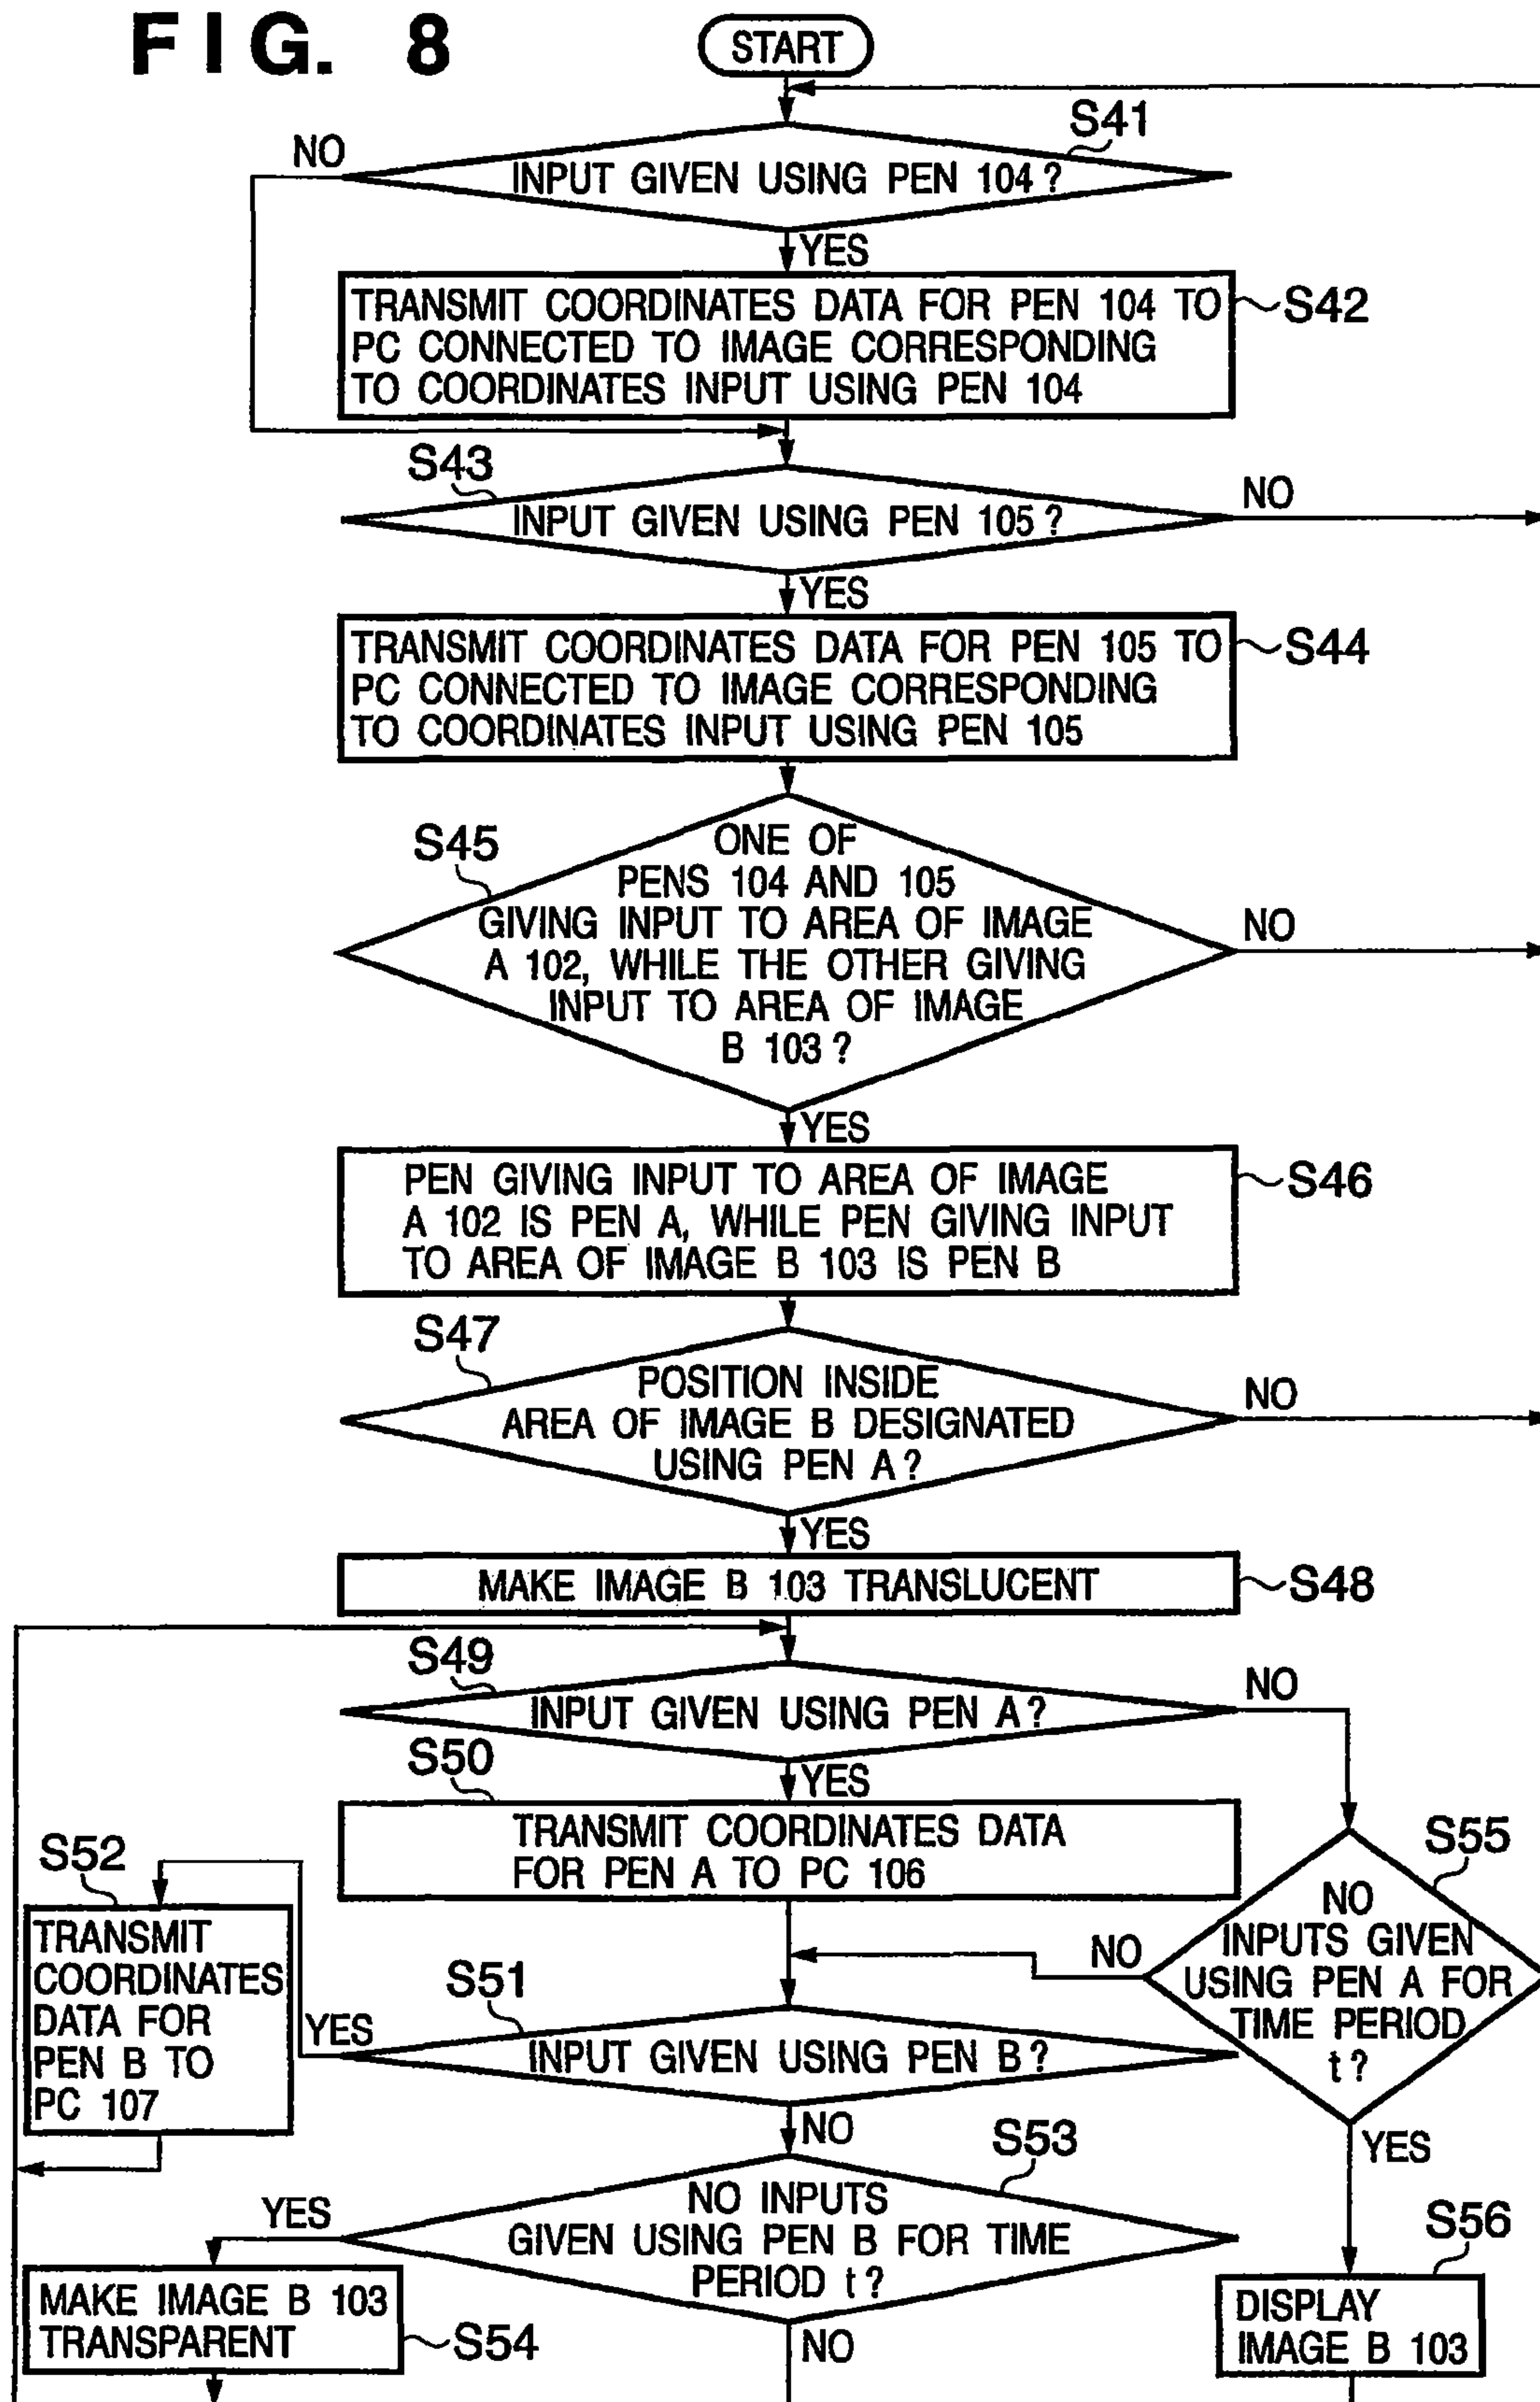 FIG. 8
START
S41
NO
INPUT GIVEN USING PEN 104?
YES
TRANSMIT COORDINATES DATA FOR PEN 104 TO
PC CONNECTED TO IMAGE CORRESPONDING
TO COORDINATES INPUT USING PEN 104
S42
S43
NO
INPUT GIVEN USING PEN 105?
YES
TRANSMIT COORDINATES DATA FOR PEN 105 TO
PC CONNECTED TO IMAGE CORRESPONDING
TO COORDINATES INPUT USING PEN 105
S44
S45
ONE OF
PENS 104 AND 105
GIVING INPUT TO AREA OF IMAGE
A 102, WHILE THE OTHER GIVING
INPUT TO AREA OF IMAGE
B 103?
NO
YES
PEN GIVING INPUT TO AREA OF IMAGE
A 102 IS PEN A, WHILE PEN GIVING INPUT
TO AREA OF IMAGE B 103 IS PEN B
S46
S47
POSITION INSIDE
AREA OF IMAGE B DESIGNATED
USING PEN A?
NO
YES
MAKE IMAGE B 103 TRANSLUCENT
S48
S49
INPUT GIVEN USING PEN A?
NO
YES
S50
TRANSMIT COORDINATES DATA
FOR PEN A TO PC 106
S55
NO
INPUTS GIVEN
USING PEN A FOR
TIME PERIOD
t?
NO
YES
S52
TRANSMIT
COORDINATES
DATA FOR
PEN B TO
PC 107
S51
YES
INPUT GIVEN USING PEN B?
NO
S53
NO INPUTS
GIVEN USING PEN B FOR TIME
PERIOD t?
YES
NO
MAKE IMAGE B 103
TRANSPARENT
S54
S56
DISPLAY
IMAGE B 103